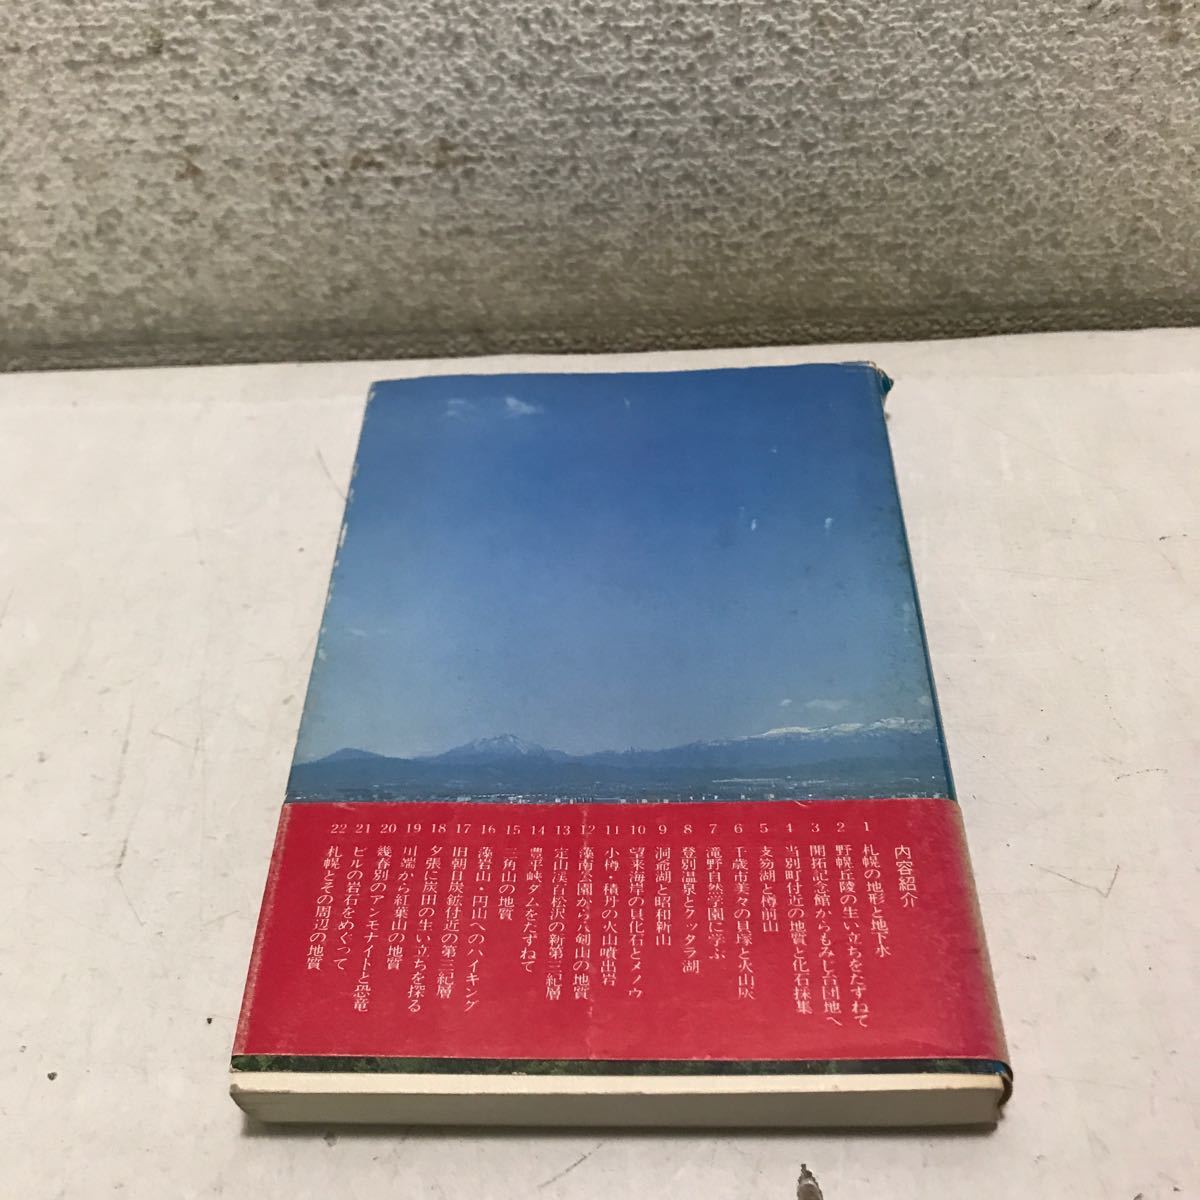 内容紹介
1 札幌の地形と地下水
2 野幌丘陵の生い立ちをたずねて
3 開拓記念館からもみじ台団地へ
4 当別町付近の地質と化石採集
5 支笏湖と樽前山
6 千歳市美々の貝塚と火山灰
7 滝野自然学園に学ぶ
8 登別温泉とクッタラ湖
9 洞爺湖と昭和新山
10 望来海岸の貝化石とメノウ
11 小樽・積丹の火山噴出岩
12 藻南公園から八剣山の地質
13 定山渓百松沢の新第三紀層
14 豊平峡ダムをたずねて
15 三角山の地質
16 藻岩山・円山へのハイキング
17 旧朝日炭鉱付近の第三紀層
18 夕張に炭田の生い立ちを探る
19 川端から紅葉山の地質
20 幾春別のアンモナイトと恐竜
21 ビルの岩石をめぐって
22 札幌とその周辺の地質